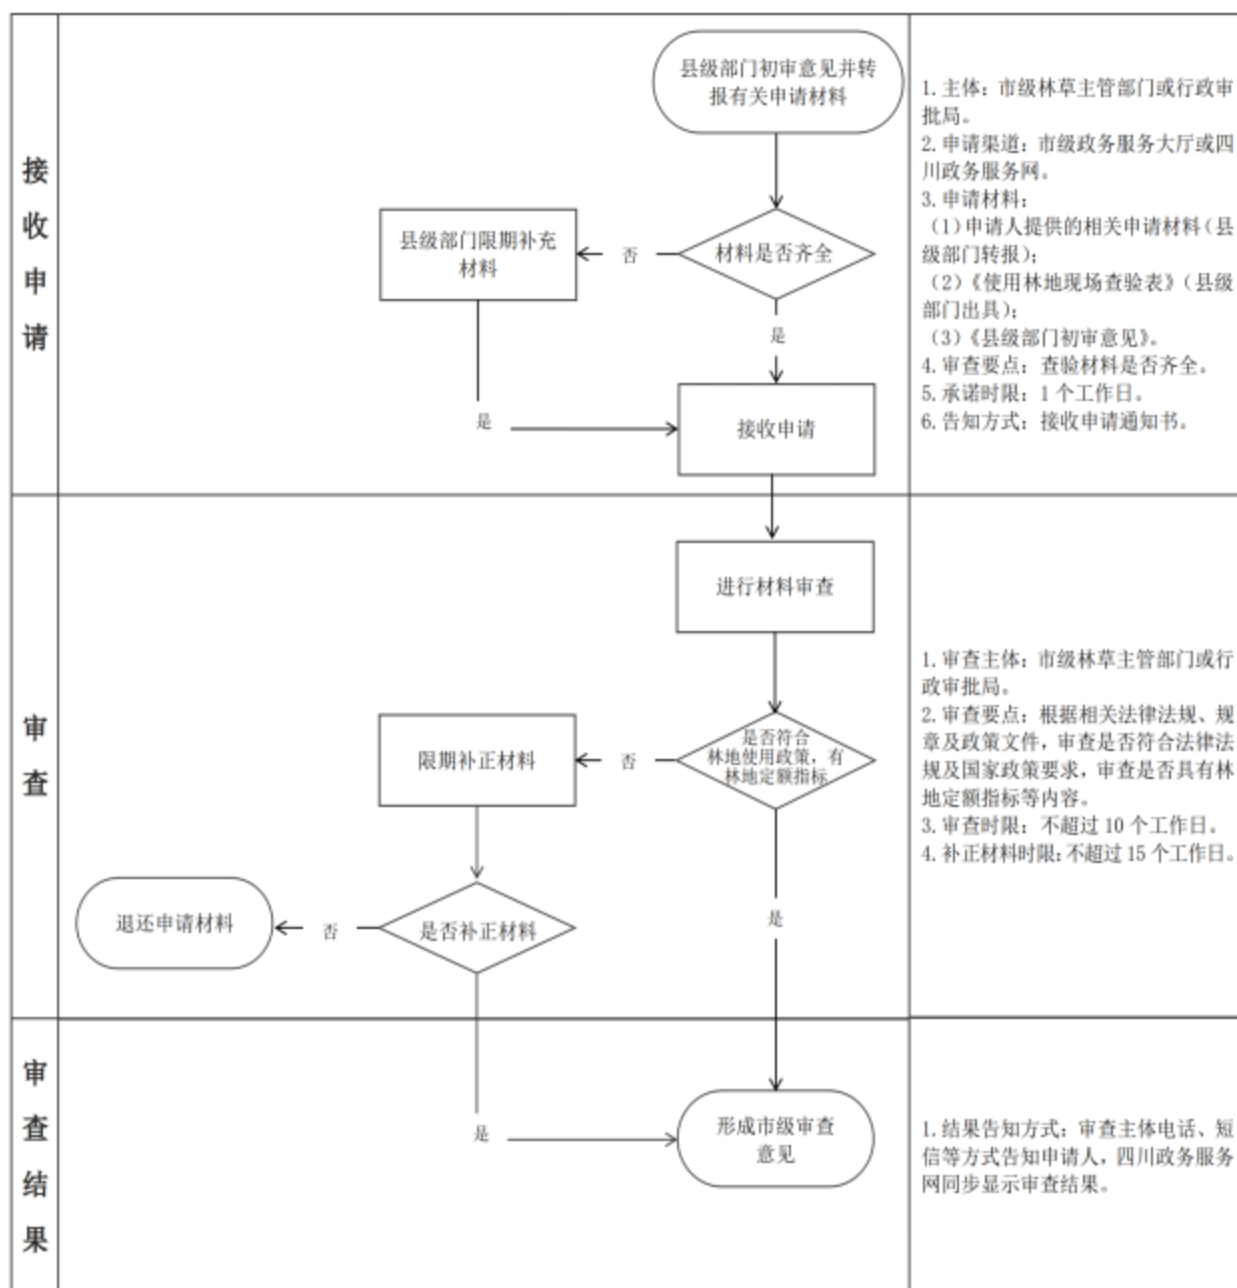 接
收
申
请
县级部门初审意见并转
报有关申请材料
材料是否齐全
否
县级部门限期补充
材料
是
是
接收申请
1. 主体：市级林草主管部门或行政审
批局。
2. 申请渠道：市级政务服务大厅或四
川政务服务网。
3. 申请材料：
（1）申请人提供的相关申请材料（县
级部门转报）；
（2）《使用林地现场查验表》（县级
部门出具）；
（3）《县级部门初审意见》。
4. 审查要点：查验材料是否齐全。
5. 承诺时限：1 个工作日。
6. 告知方式：接收申请通知书。
审
查
进行材料审查
是否符合
林地使用政策，有
林地定额指标
否
限期补正材料
是否补正材料
否
退还申请材料
是
1. 审查主体：市级林草主管部门或行
政审批局。
2. 审查要点：根据相关法律法规、规
章及政策文件，审查是否符合法律法
规及国家政策要求，审查是否具有林
地定额指标等内容。
3. 审查时限：不超过 10 个工作日。
4. 补正材料时限：不超过 15 个工作日。
审
查
结
果
是
形成市级审查
意见
1. 结果告知方式：审查主体电话、短
信等方式告知申请人，四川政务服务
网同步显示审查结果。